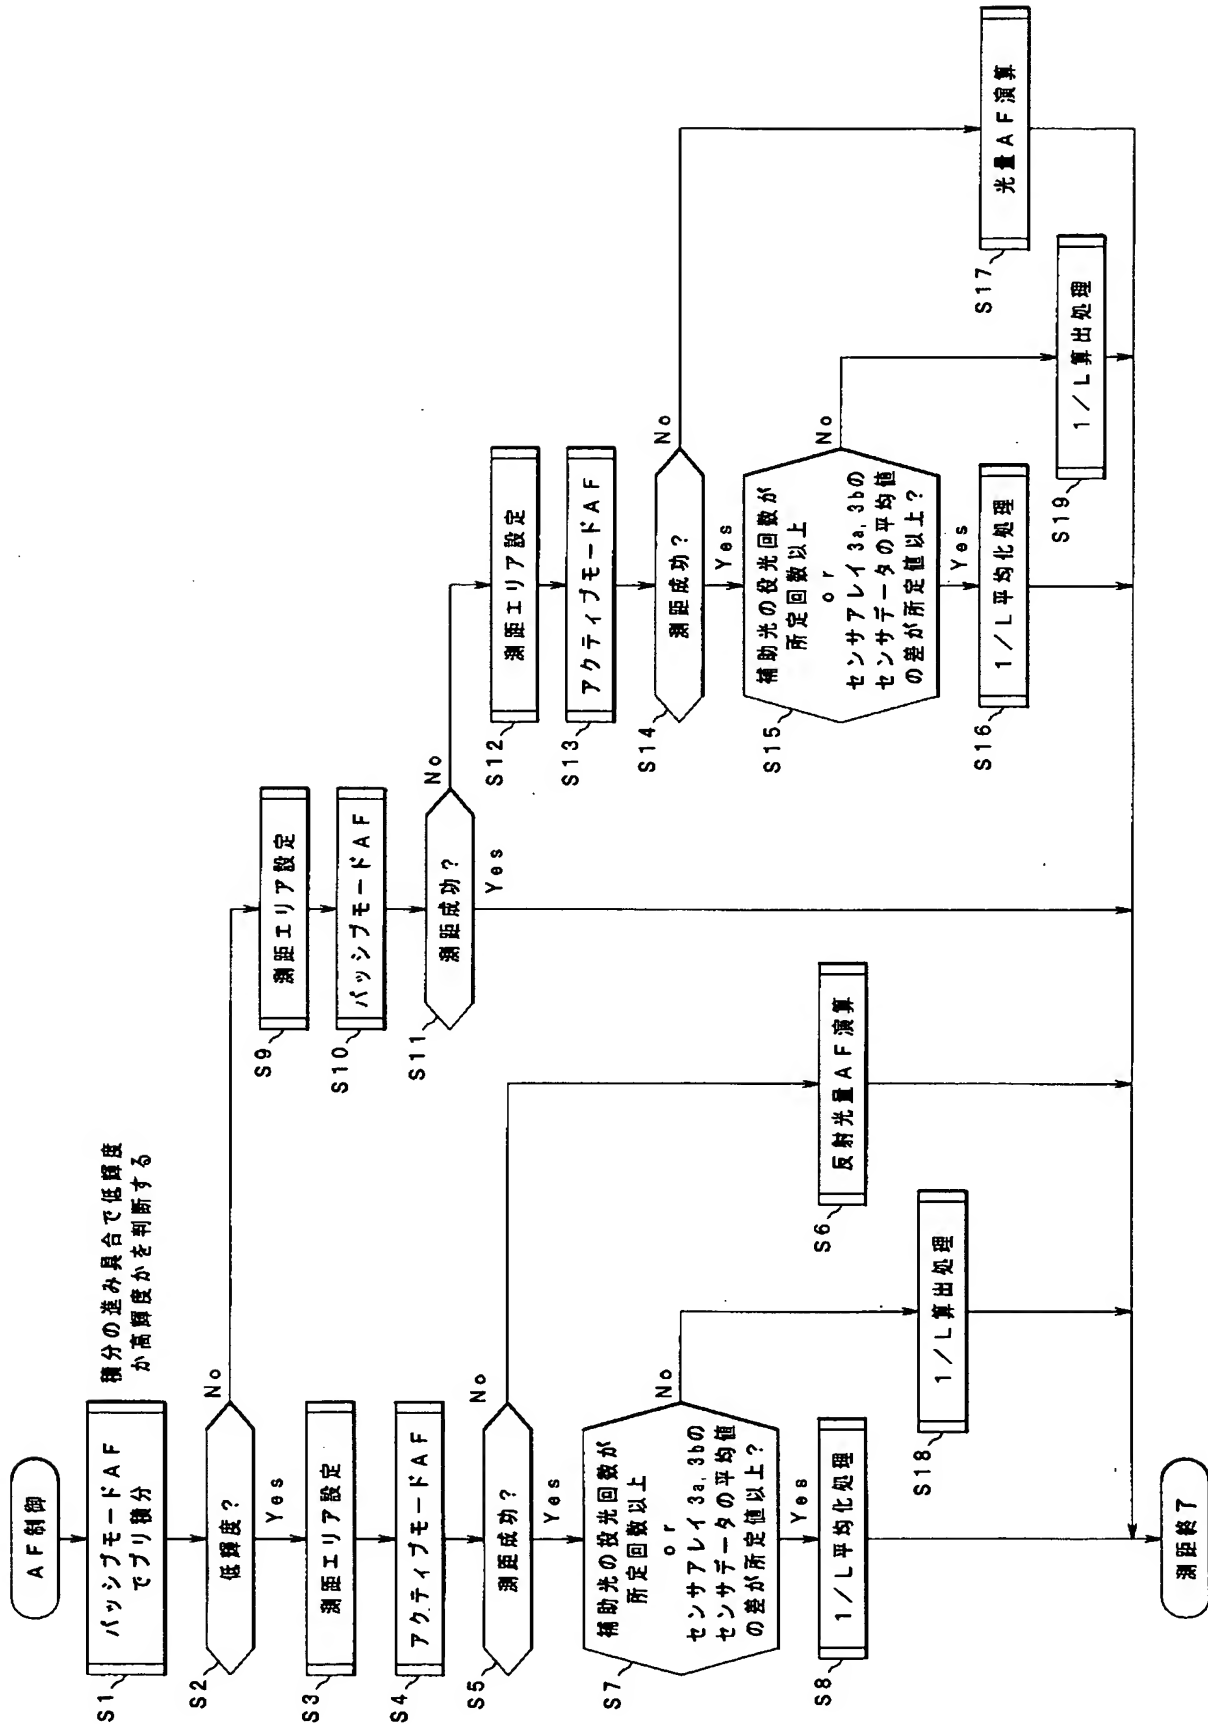 AF制御
S1
パッシブモードAF
でプリ積分
積分の進み具合で低輝度
か高輝度かを判断する
S2
低輝度?
No
Yes
S3
測距エリア設定
S4
アクティブモードAF
S5
測距成功?
No
Yes
S7
補助光の投光回数が
所定回数以上
or
センサアレイ3a,3bの
センサデータの平均値
の差が所定値以上?
No
Yes
S8
1/L平均化処理
S18
1/L算出処理
S6
反射光量AF演算
S9
測距エリア設定
S10
パッシブモードAF
S11
測距成功?
No
Yes
S12
測距エリア設定
S13
アクティブモードAF
S14
測距成功?
No
Yes
S15
補助光の投光回数が
所定回数以上
or
センサアレイ3a,3bの
センサデータの平均値
の差が所定値以上?
No
Yes
S16
1/L平均化処理
S19
1/L算出処理
S17
光量AF演算
測距終了